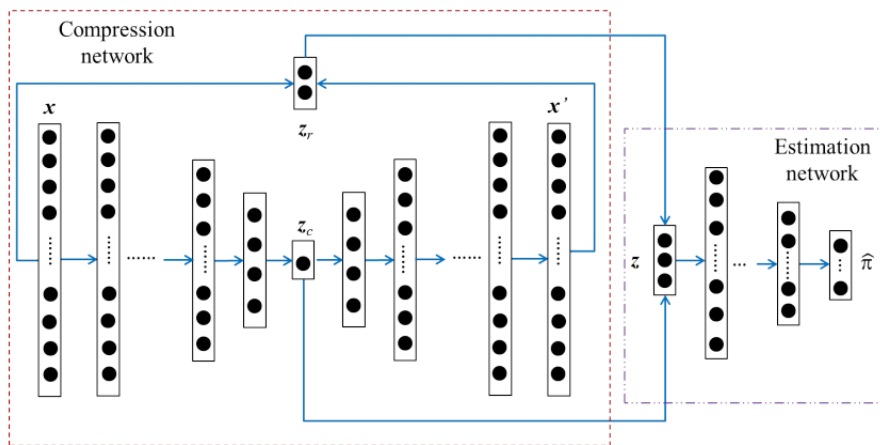 Compression
network
x
x'
z_r
Estimation
network
z_c
......
......
z
...
π̂